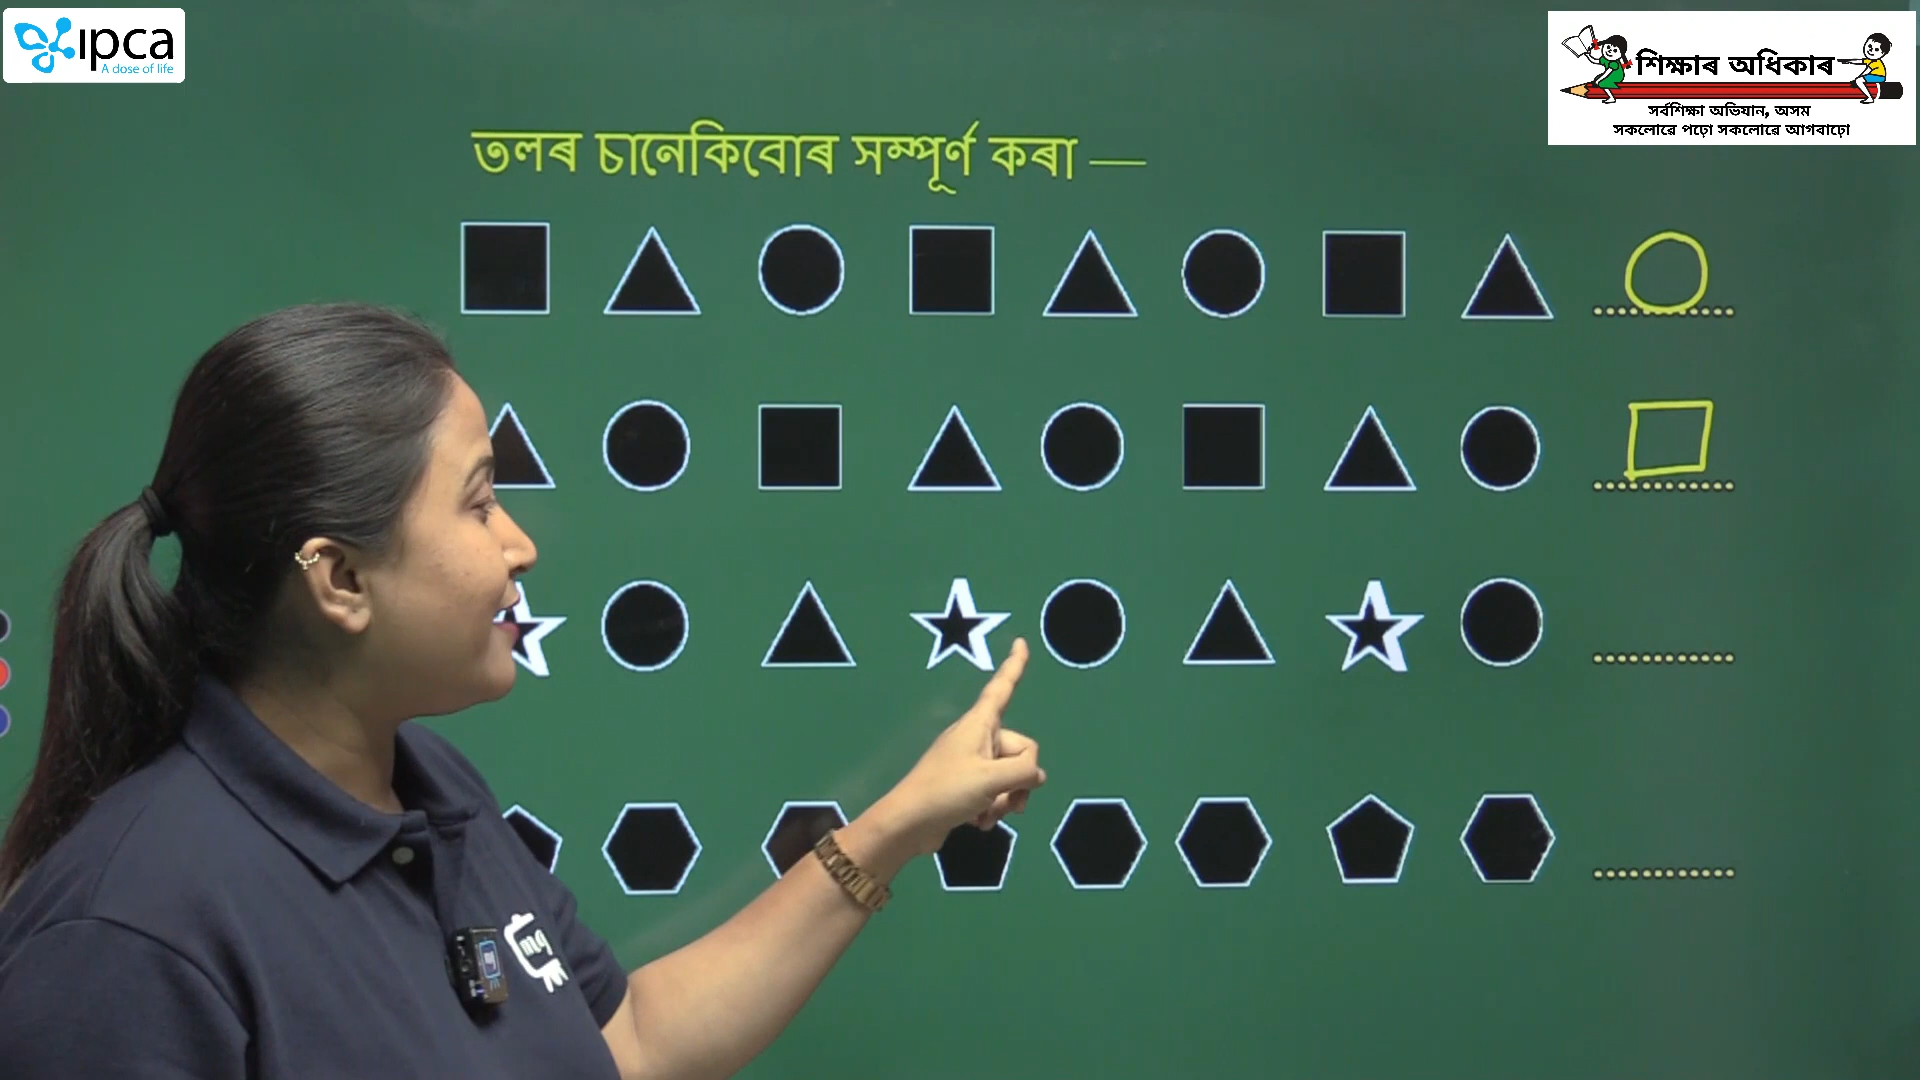 ipca
A dose of life
শিক্ষাৰ অধিকাৰ
সৰ্বশিক্ষা অভিযান, অসম
সকলোৱে পঢ়ো সকলোৱে আগবাঢ়ো
তলৰ চানেকিবোৰ সম্পূৰ্ণ কৰা —